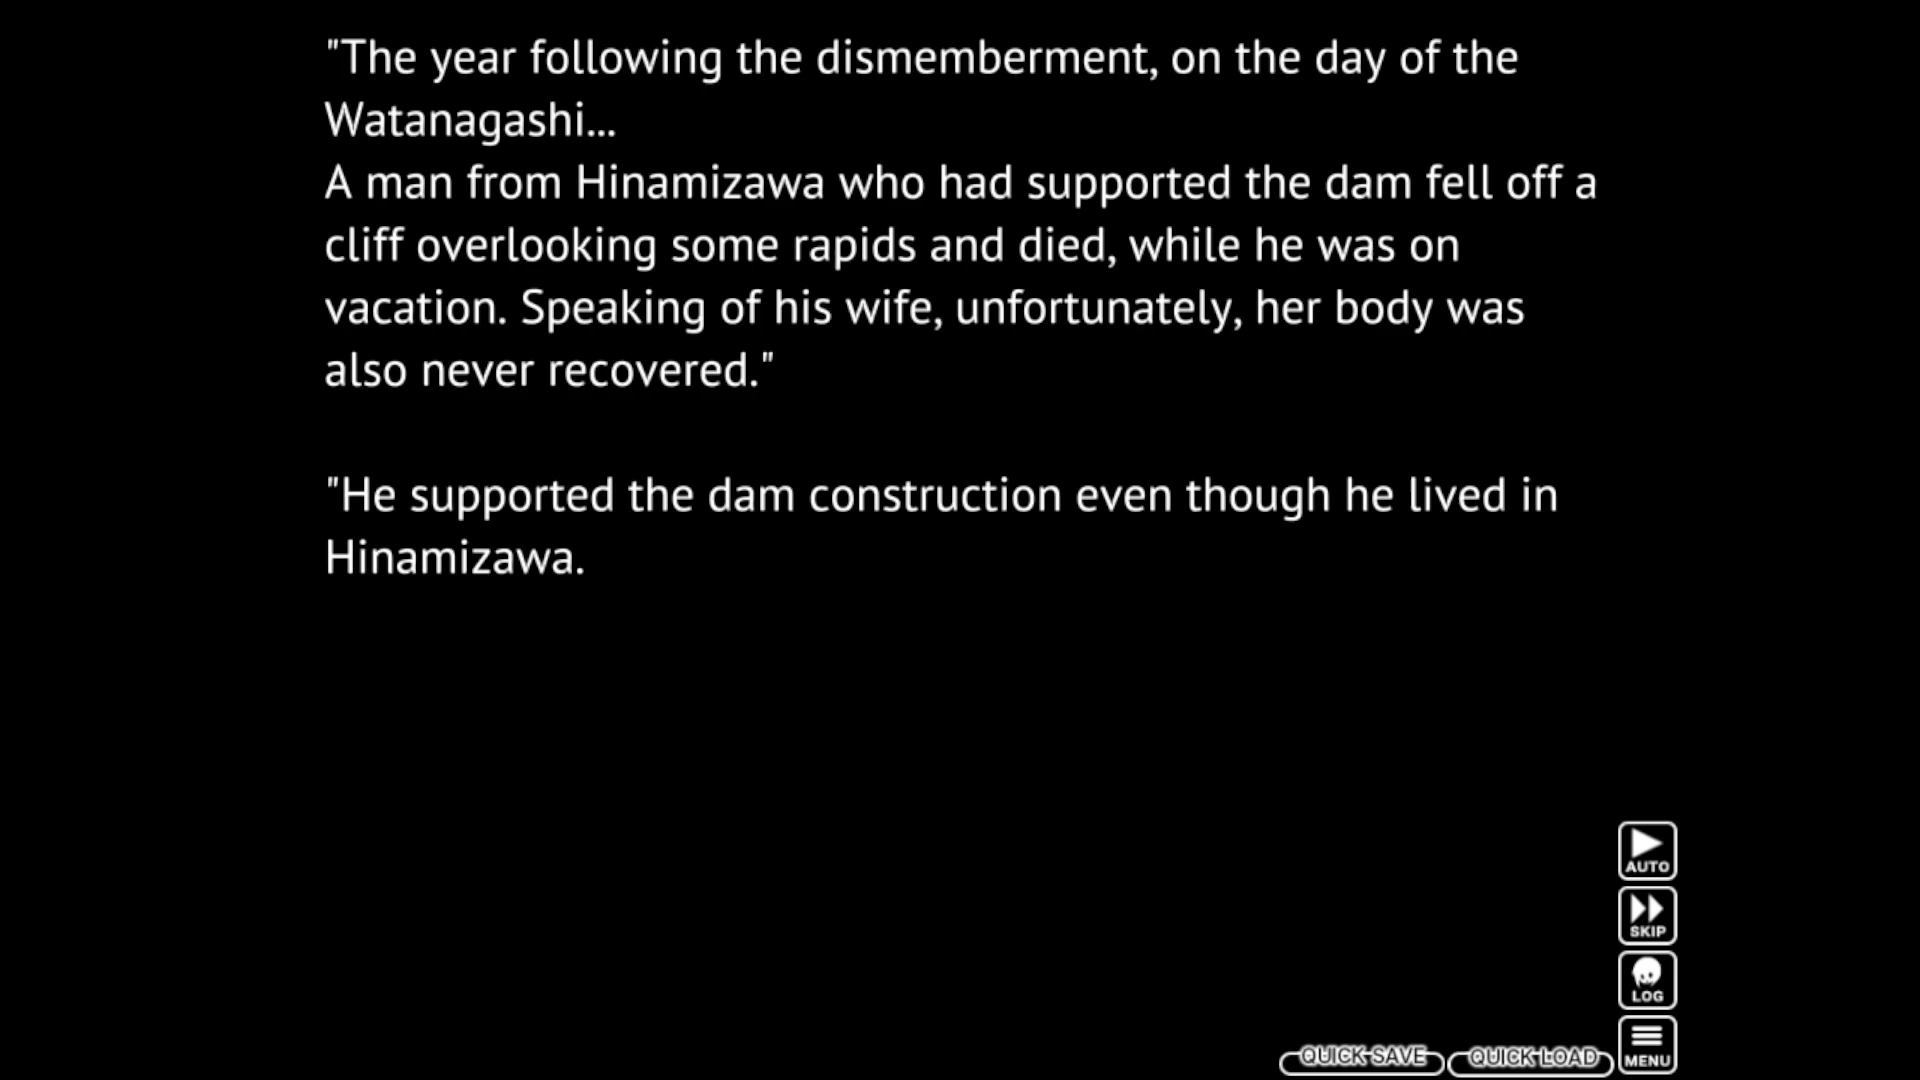 "The year following the dismemberment, on the day of the
Watanagashi...
A man from Hinamizawa who had supported the dam fell off a
cliff overlooking some rapids and died, while he was on
vacation. Speaking of his wife, unfortunately, her body was
also never recovered."
"He supported the dam construction even though he lived in
Hinamizawa.
AUTO
SKIP
LOG
MENU
QUICK SAVE
QUICK LOAD